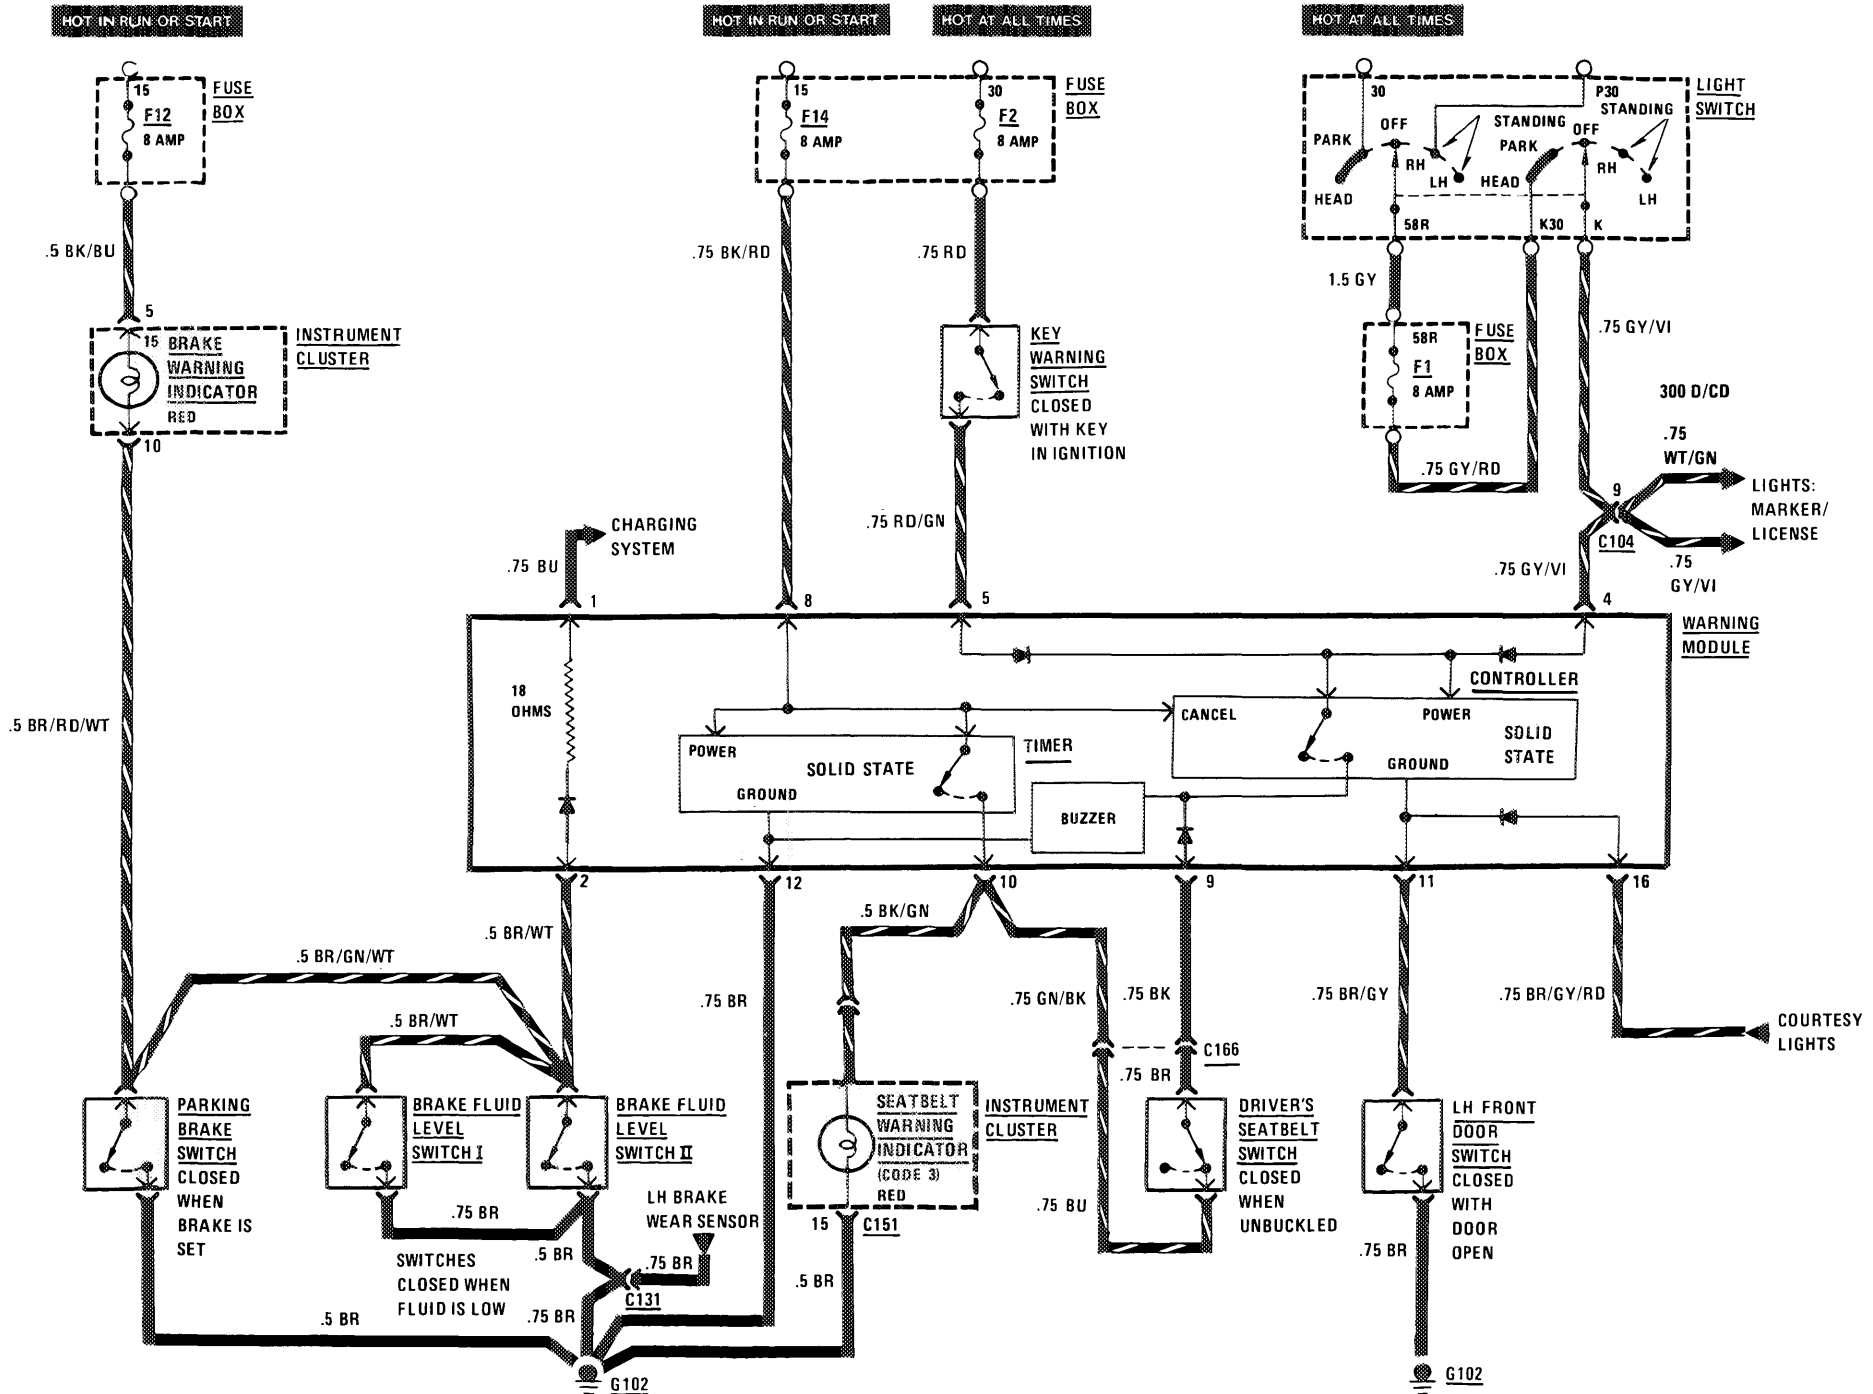 HOT IN RUN OR START
HOT IN RUN OR START
HOT AT ALL TIMES
HOT AT ALL TIMES
15
F12
8 AMP
FUSE
BOX
15
F14
8 AMP
30
F2
8 AMP
FUSE
BOX
30
P30
LIGHT
SWITCH
STANDING
STANDING
OFF
OFF
PARK
PARK
RH
RH
LH
LH
HEAD
HEAD
58R
K30
K
.5 BK/BU
.75 BK/RD
.75 RD
1.5 GY
.75 GY/VI
5
15
BRAKE
WARNING
INDICATOR
RED
INSTRUMENT
CLUSTER
10
KEY
WARNING
SWITCH
CLOSED
WITH KEY
IN IGNITION
58R
F1
8 AMP
FUSE
BOX
300 D/CD
.75
WT/GN
.75 GY/RD
9
LIGHTS:
MARKER/
LICENSE
C104
.75
GY/VI
CHARGING
SYSTEM
.75 BU
.75 RD/GN
.75 GY/VI
1
8
5
4
WARNING
MODULE
18
OHMS
CONTROLLER
CANCEL
POWER
SOLID
STATE
GROUND
POWER
SOLID STATE
GROUND
TIMER
BUZZER
.5 BR/RD/WT
2
12
10
9
11
16
.5 BR/WT
.5 BK/GN
.5 BR/GN/WT
.5 BR/WT
.75 BR
.75 GN/BK
.75 BK
.75 BR/GY
.75 BR/GY/RD
COURTESY
LIGHTS
C166
.75 BR
PARKING
BRAKE
SWITCH
CLOSED
WHEN
BRAKE IS
SET
BRAKE FLUID
LEVEL
SWITCH I
BRAKE FLUID
LEVEL
SWITCH II
SEATBELT
WARNING
INDICATOR
(CODE 3)
RED
INSTRUMENT
CLUSTER
DRIVER'S
SEATBELT
SWITCH
CLOSED
WHEN
UNBUCKLED
LH FRONT
DOOR
SWITCH
CLOSED
WITH
DOOR
OPEN
LH BRAKE
WEAR SENSOR
.75 BU
15
C151
.75 BR
.5 BR
.75 BR
SWITCHES
CLOSED WHEN
FLUID IS LOW
C131
.75 BR
.5 BR
.75 BR
.5 BR
G102
G102